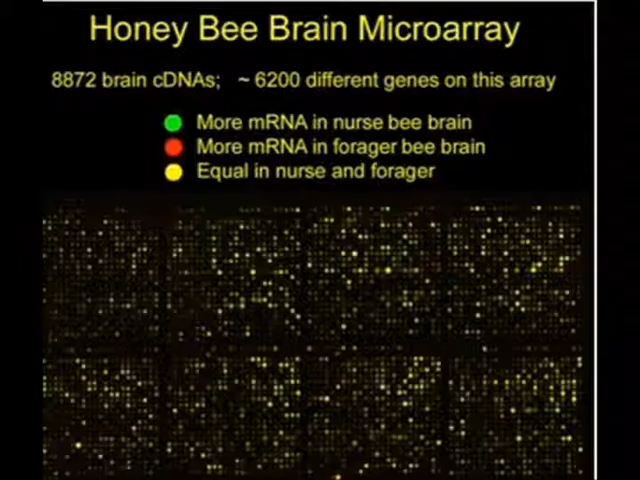 Honey Bee Brain Microarray
8872 brain cDNAs;   ~ 6200 different genes on this array
More mRNA in nurse bee brain
More mRNA in forager bee brain
Equal in nurse and forager